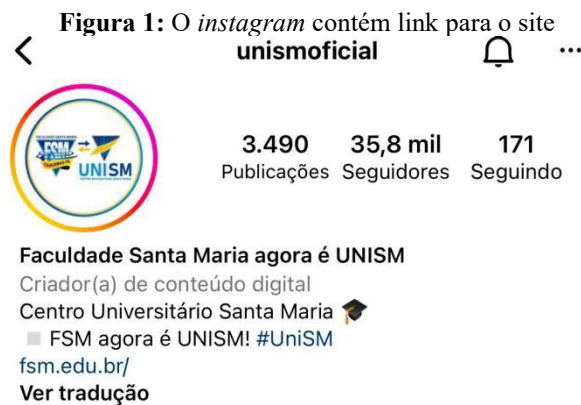 Figura 1: O instagram contém link para o site
unismoficial
3.490 35,8 mil 171
Publicações Seguidores Seguindo
FSM
UNISM
Faculdade Santa Maria agora é UNISM
Criador(a) de conteúdo digital
Centro Universitário Santa Maria 🎓
FSM agora é UNISM! #UniSM
fsm.edu.br/
Ver tradução